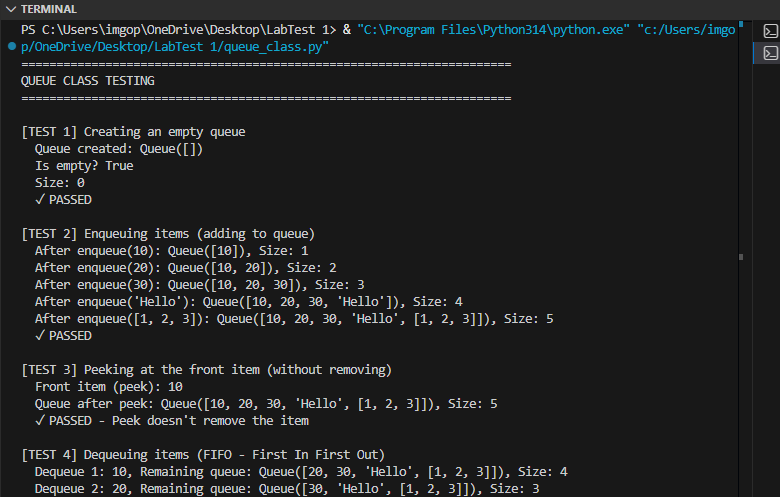 TERMINAL
PS C:\Users\imgop\OneDrive\Desktop\LabTest 1> & "C:\Program Files\Python314\python.exe" "c:/Users/imgo
p/OneDrive/Desktop/LabTest 1/queue_class.py"
======================================================================
QUEUE CLASS TESTING
======================================================================
[TEST 1] Creating an empty queue
Queue created: Queue([])
Is empty? True
Size: 0
✓ PASSED
[TEST 2] Enqueuing items (adding to queue)
After enqueue(10): Queue([10]), Size: 1
After enqueue(20): Queue([10, 20]), Size: 2
After enqueue(30): Queue([10, 20, 30]), Size: 3
After enqueue('Hello'): Queue([10, 20, 30, 'Hello']), Size: 4
After enqueue([1, 2, 3]): Queue([10, 20, 30, 'Hello', [1, 2, 3]]), Size: 5
✓ PASSED
[TEST 3] Peeking at the front item (without removing)
Front item (peek): 10
Queue after peek: Queue([10, 20, 30, 'Hello', [1, 2, 3]]), Size: 5
✓ PASSED - Peek doesn't remove the item
[TEST 4] Dequeuing items (FIFO - First In First Out)
Dequeue 1: 10, Remaining queue: Queue([20, 30, 'Hello', [1, 2, 3]]), Size: 4
Dequeue 2: 20, Remaining queue: Queue([30, 'Hello', [1, 2, 3]]), Size: 3